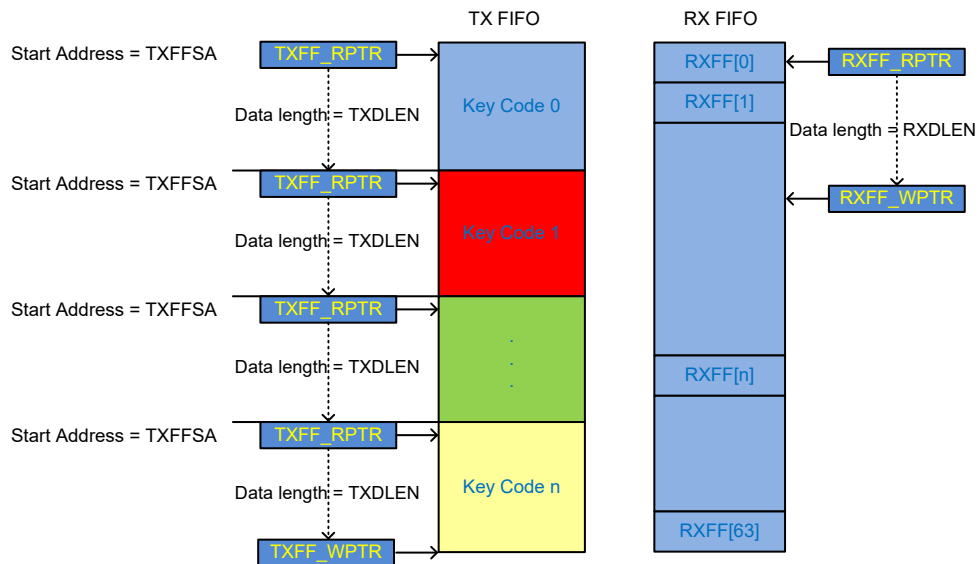 TX FIFO
RX FIFO
Start Address = TXFFSA
TXFF_RPTR
Data length = TXDLEN
Key Code 0
RXFF[0]
RXFF_RPTR
RXFF[1]
Data length = RXDLEN
Start Address = TXFFSA
TXFF_RPTR
Data length = TXDLEN
Key Code 1
RXFF_WPTR
Start Address = TXFFSA
TXFF_RPTR
Data length = TXDLEN
.
.
.
RXFF[n]
Start Address = TXFFSA
TXFF_RPTR
Data length = TXDLEN
Key Code n
RXFF[63]
TXFF_WPTR